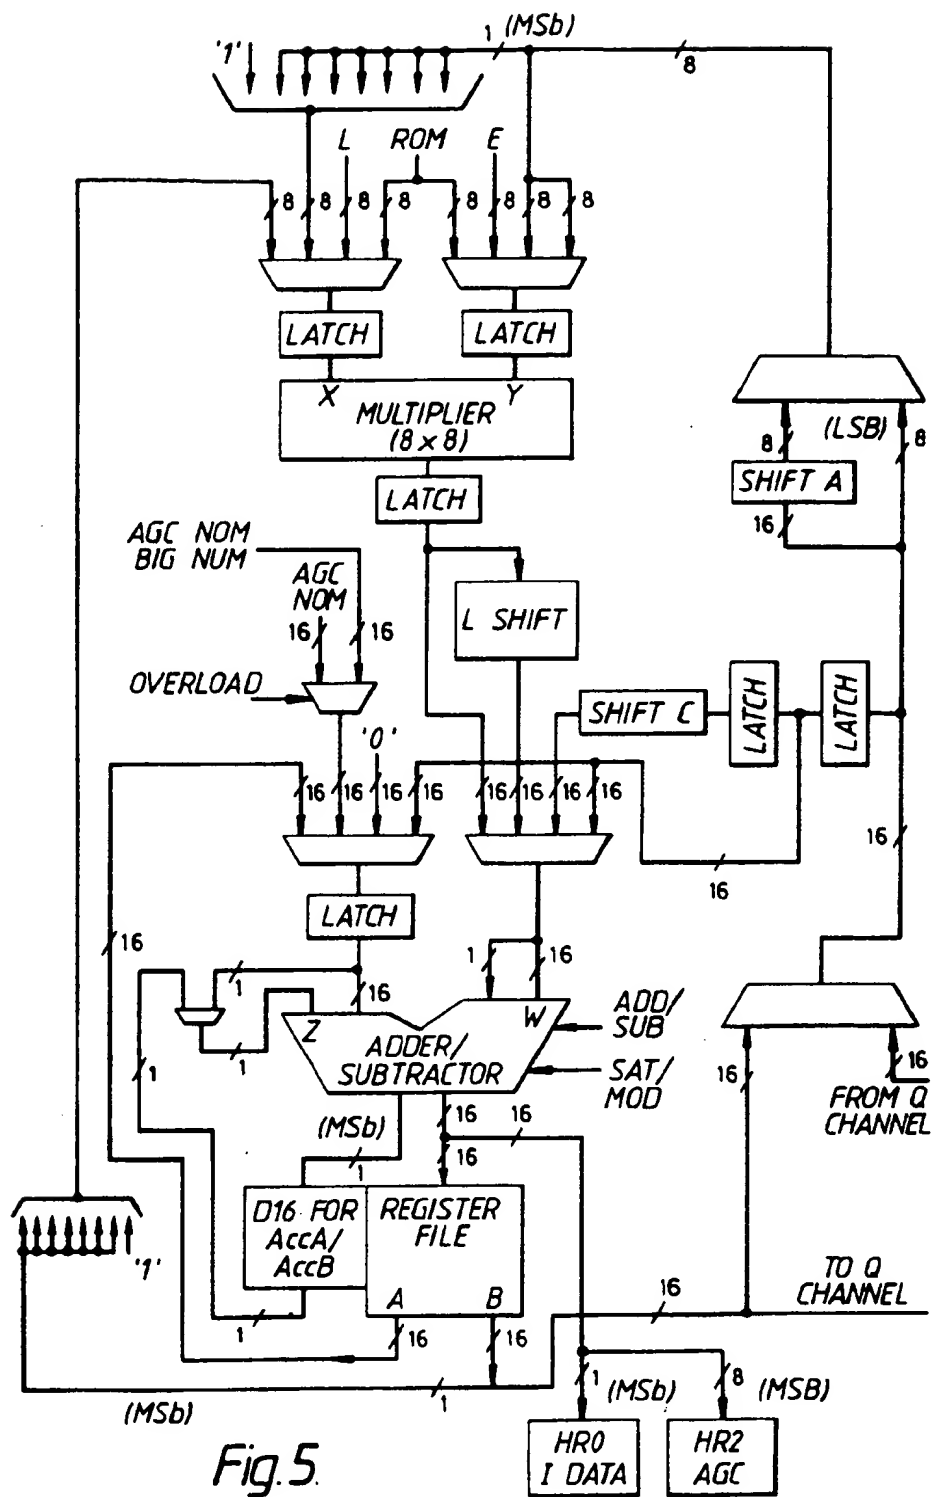 1 (MSb)
'1'
8
L ROM E
8 8 8 8 8 8 8 8
LATCH LATCH
X Y
MULTIPLIER
(8 x 8)
LATCH
(LSB)
8 8
SHIFT A
16
AGC NOM
BIG NUM
AGC
NOM
16 16
L SHIFT
OVERLOAD
SHIFT C LATCH LATCH
'0'
16 16 16 16 16 16 16 16
16
16
LATCH
16
1 16 1 16
Z W
ADD/
SUB
ADDER/
SUBTRACTOR
SAT/
MOD
1
1
16 16
FROM Q
CHANNEL
(MSb)
1
16 16
16
D16 FOR
AccA/
AccB
REGISTER
FILE
A B
'1'
TO Q
CHANNEL
16
1
16 16
(MSb)
1
1 (MSb)
8 (MSB)
HR0
I DATA
HR2
AGC
Fig.5.